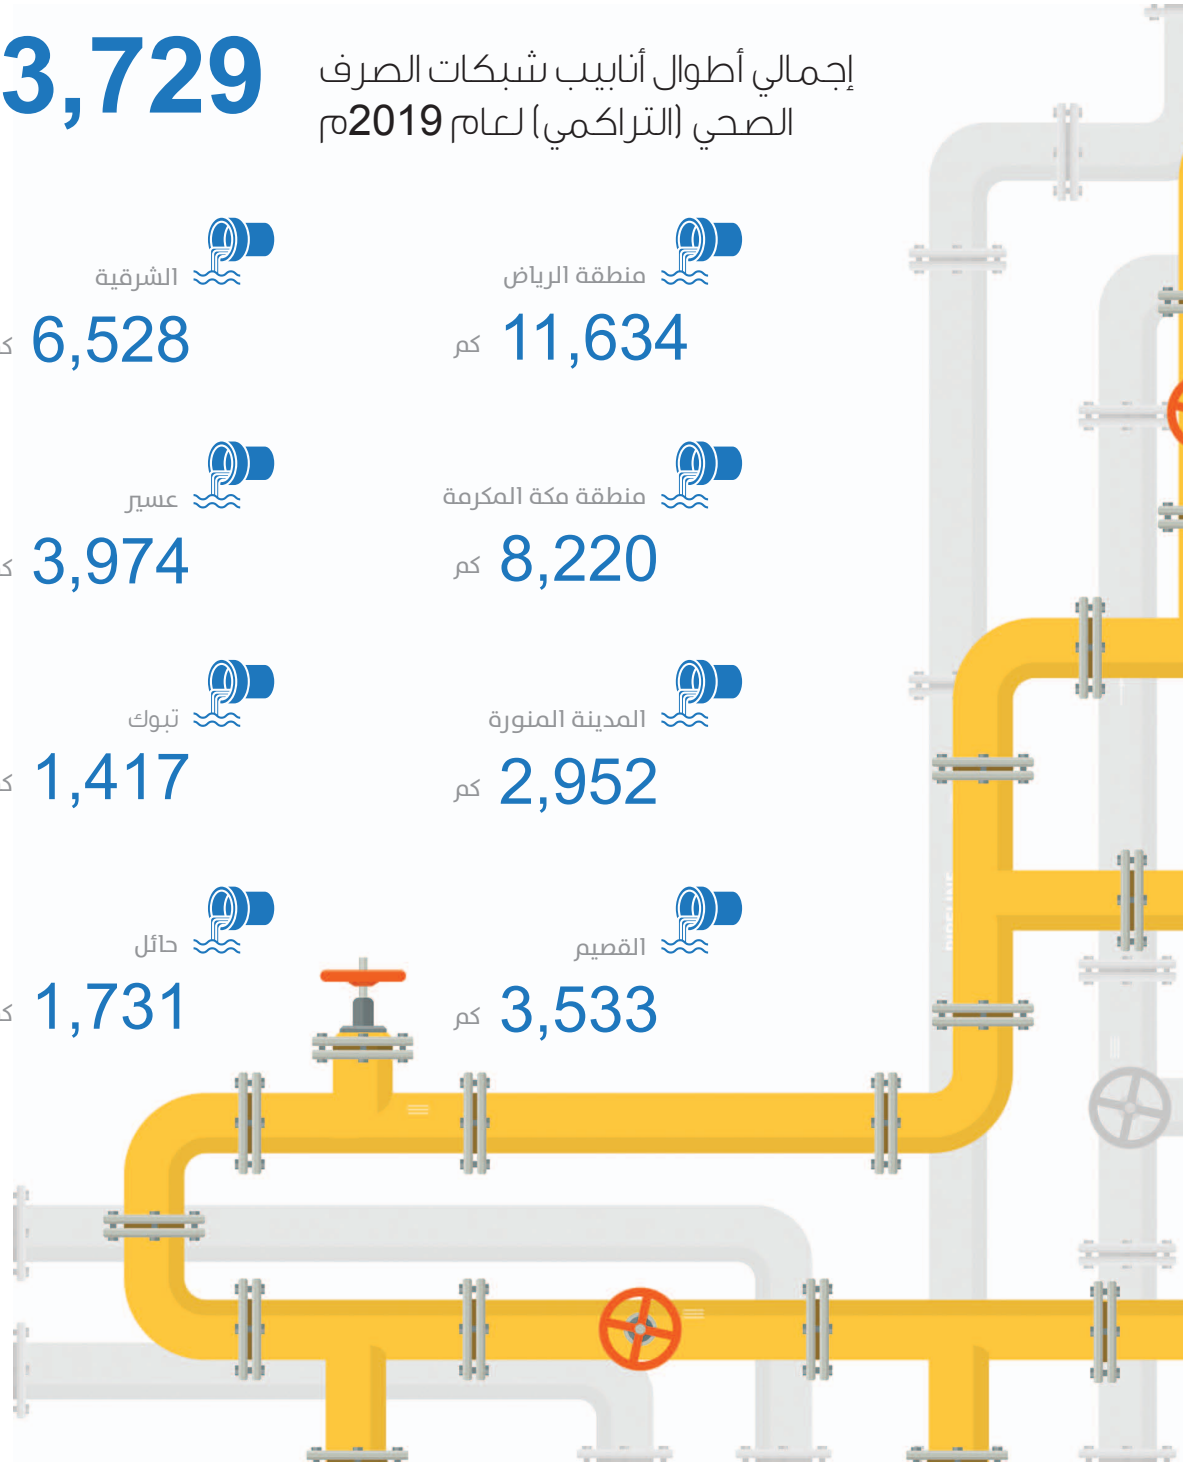 إجمالي أطوال أنابيب شبكات الصرف
الصحي (التراكمي) لعام 2019م
3,729
منطقة الرياض
11,634 كم
الشرقية
6,528
منطقة مكة المكرمة
8,220 كم
عسير
3,974
المدينة المنورة
2,952 كم
تبوك
1,417
القصيم
3,533 كم
حائل
1,731
PIPELINE